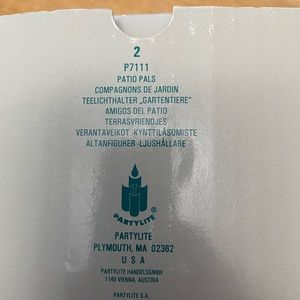 2
P7111
PATIO PALS
COMPAGNONS DE JARDIN
TEELICHTHALTER „GARTENTIERE"
AMIGOS DEL PATIO
TERRASVRIENDJES
VERANTAVEIKOT -KYNTTILÄSUMISTE
ALTANFIGURER -LJUSHÅLLARE
PARTYLITE®
PARTYLITE
PLYMOUTH, MA 02362
U S A
PARTYLITE HANDELSGMBH
1140 VIENNA, AUSTRIA
PARTYLITE S.A.